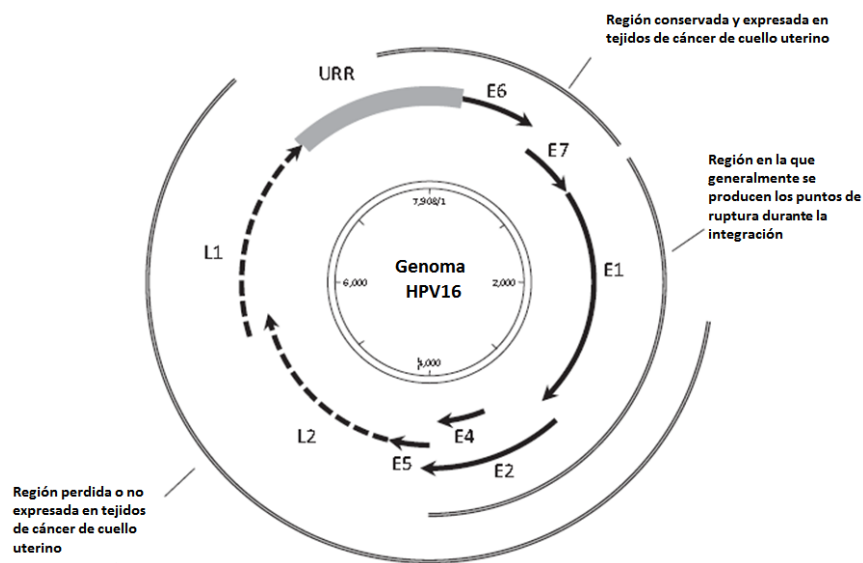 Región conservada y expresada en
tejidos de cáncer de cuello uterino
URR
E6
E7
Región en la que
generalmente se
producen los puntos de
ruptura durante la
integración
7,908/1
L1
Genoma
HPV16
6,000
2,000
E1
4,000
L2
E4
E5
E2
Región perdida o no
expresada en tejidos
de cáncer de cuello
uterino